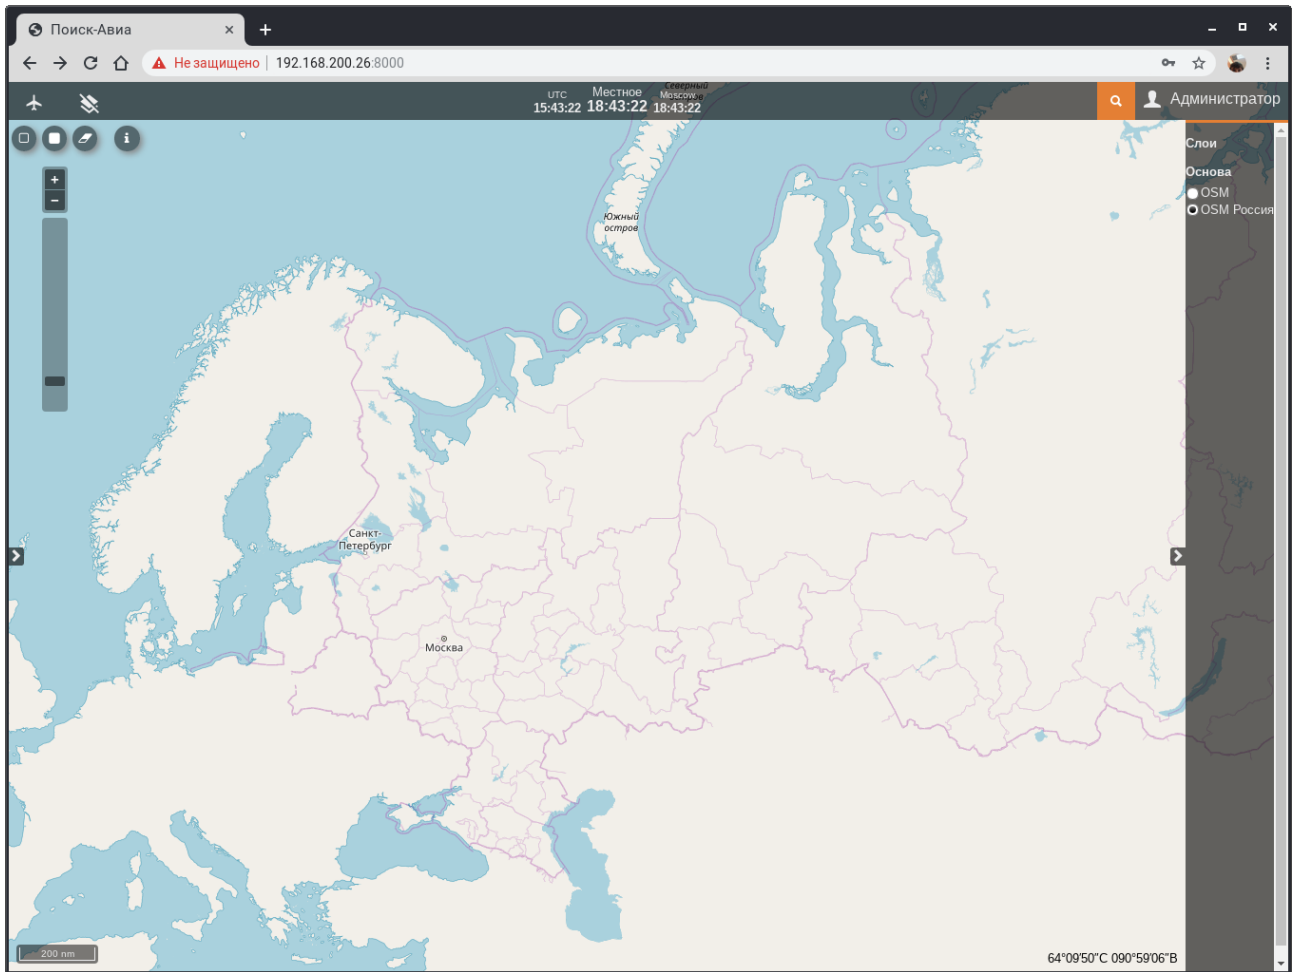 Поиск-Авиа
Не защищено
192.168.200.26:8000
UTC
15:43:22
Местное
18:43:22
Moscow
18:43:22
Администратор
Северный
остров
Слои
Основа
OSM
OSM Россия
Южный
остров
Санкт-
Петербург
Москва
200 nm
64°09'50"С 090°59'06"В